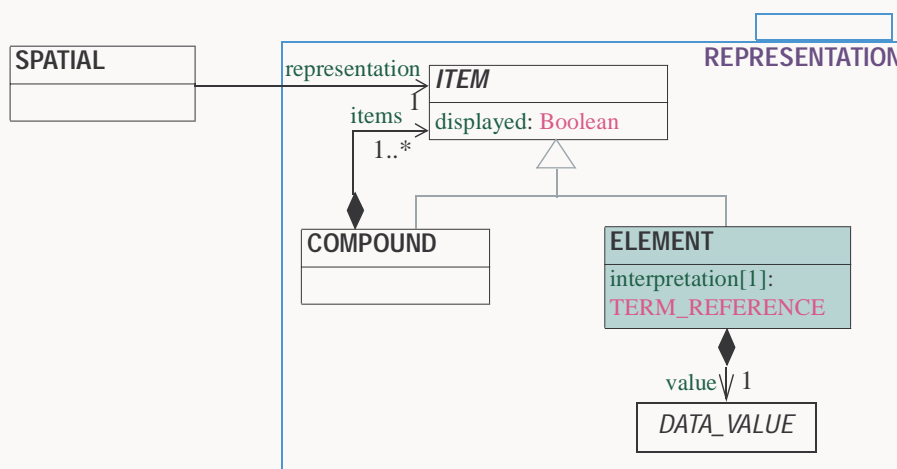 REPRESENTATION
SPATIAL
representation
1
ITEM
displayed: Boolean
items
1..*
COMPOUND
ELEMENT
interpretation[1]:
TERM_REFERENCE
value
1
DATA_VALUE